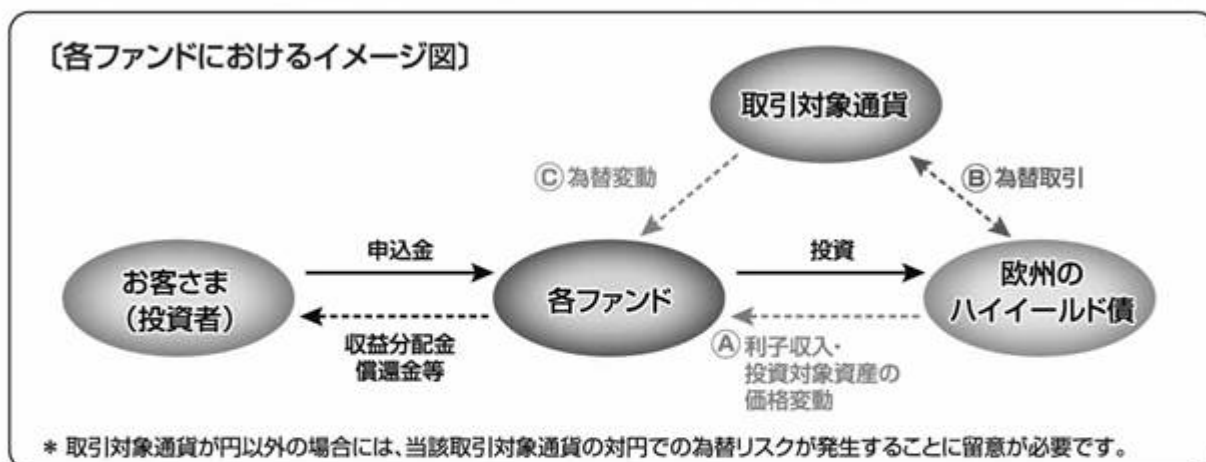 〔各ファンドにおけるイメージ図〕
取引対象通貨
Ⓒ為替変動
Ⓑ為替取引
お客さま
（投資者）
申込金
収益分配金
償還金等
各ファンド
投資
Ⓐ利子収入・
投資対象資産の
価格変動
欧州の
ハイイールド債
* 取引対象通貨が円以外の場合には、当該取引対象通貨の対円での為替リスクが発生することに留意が必要です。